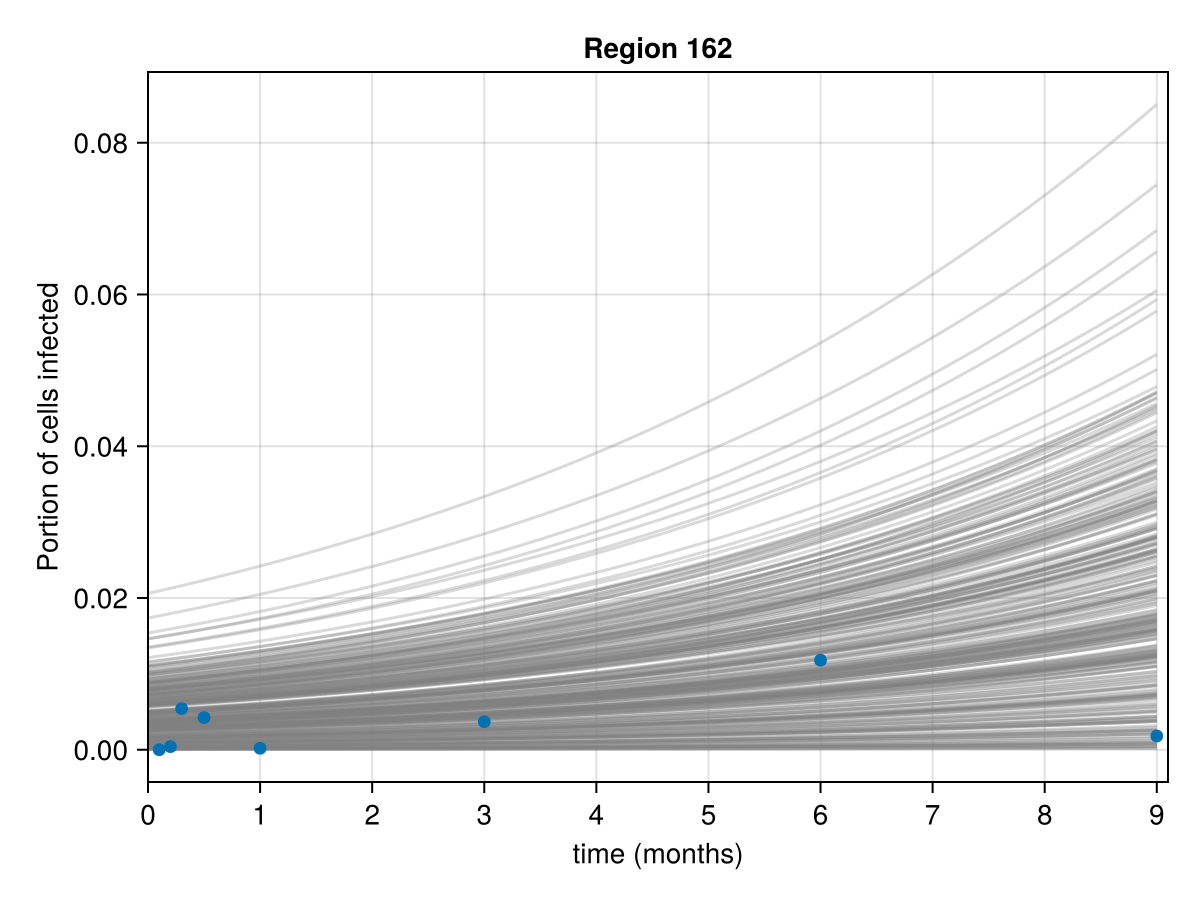 Region 162
0.08
0.06
0.04
0.02
0.00
Portion of cells infected
0 1 2 3 4 5 6 7 8 9
time (months)